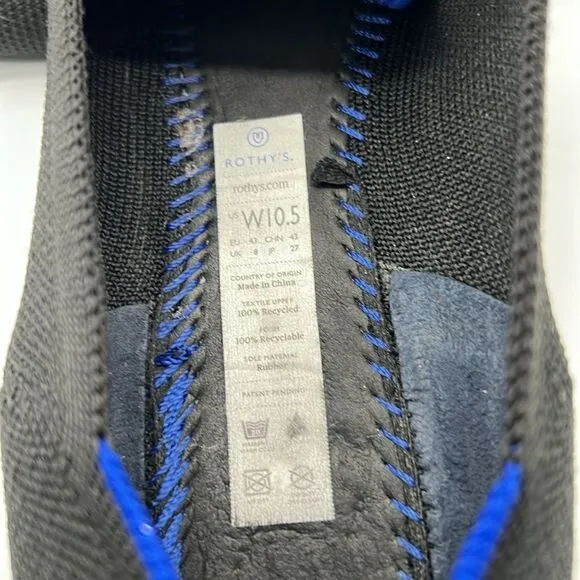 ROTHY'S.
rothys.com
US W10.5
EU 42 CHN 43
UK 8 JP 27
COUNTRY OF ORIGIN
Made in China
TEXTILE UPPER
100% Recycled
100% Recyclable
SOLE MATERIAL
Rubber
PATENT PENDING